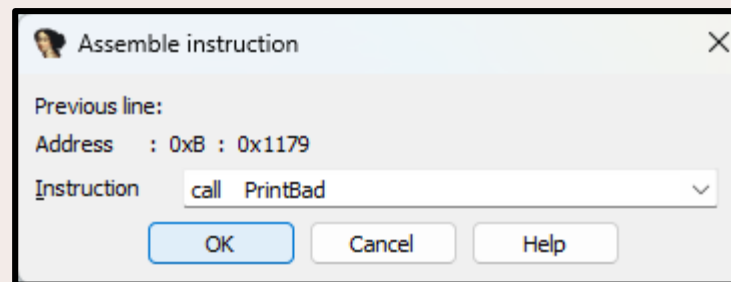 Assemble instruction
Previous line:
Address : 0xB : 0x1179
Instruction call PrintBad
OK Cancel Help